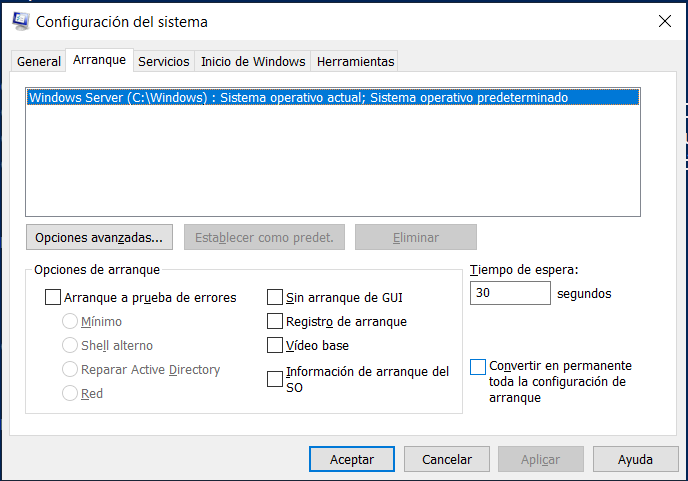 Configuración del sistema
General Arranque Servicios Inicio de Windows Herramientas
Windows Server (C:\Windows) : Sistema operativo actual; Sistema operativo predeterminado
Opciones avanzadas... Establecer como predet. Eliminar
Opciones de arranque
Arranque a prueba de errores
Mínimo
Shell alterno
Reparar Active Directory
Red
Sin arranque de GUI
Registro de arranque
Vídeo base
Información de arranque del
SO
Tiempo de espera:
30 segundos
Convertir en permanente
toda la configuración de
arranque
Aceptar Cancelar Aplicar Ayuda